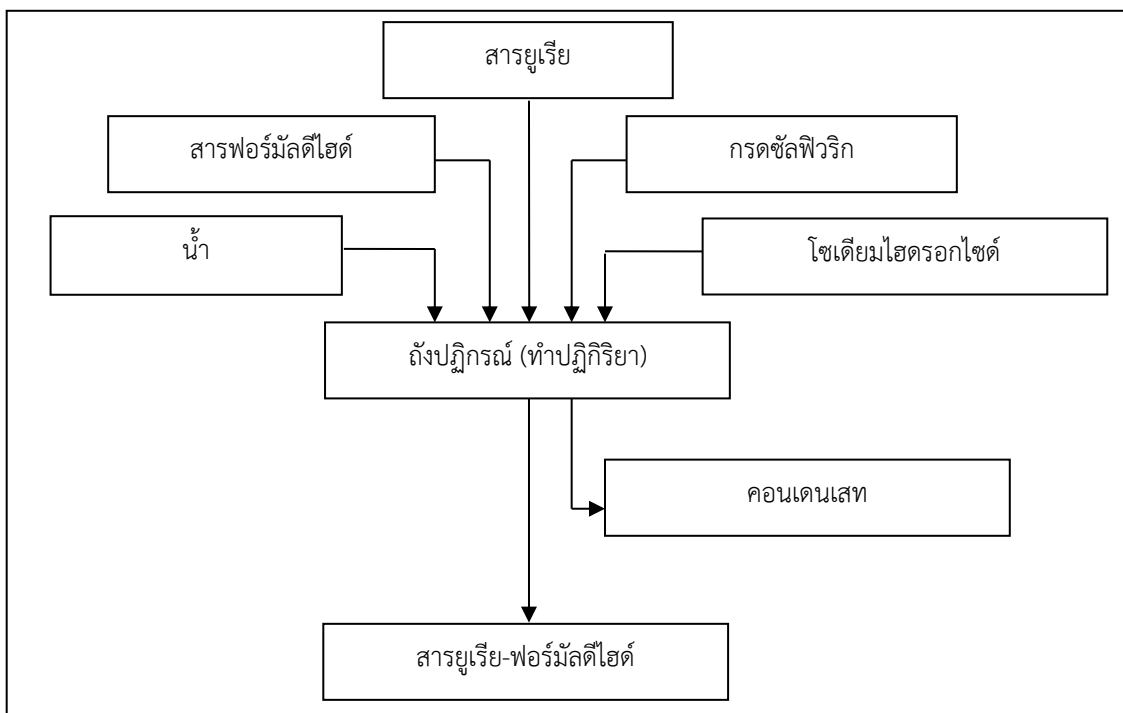 สารยูเรีย
สารฟอร์มัลดีไฮด์
กรดซัลฟิวริก
น้ำ
โซเดียมไฮดรอกไซด์
ถังปฏิกรณ์ (ทำปฏิกิริยา)
คอนเดนเสท
สารยูเรีย-ฟอร์มัลดีไฮด์